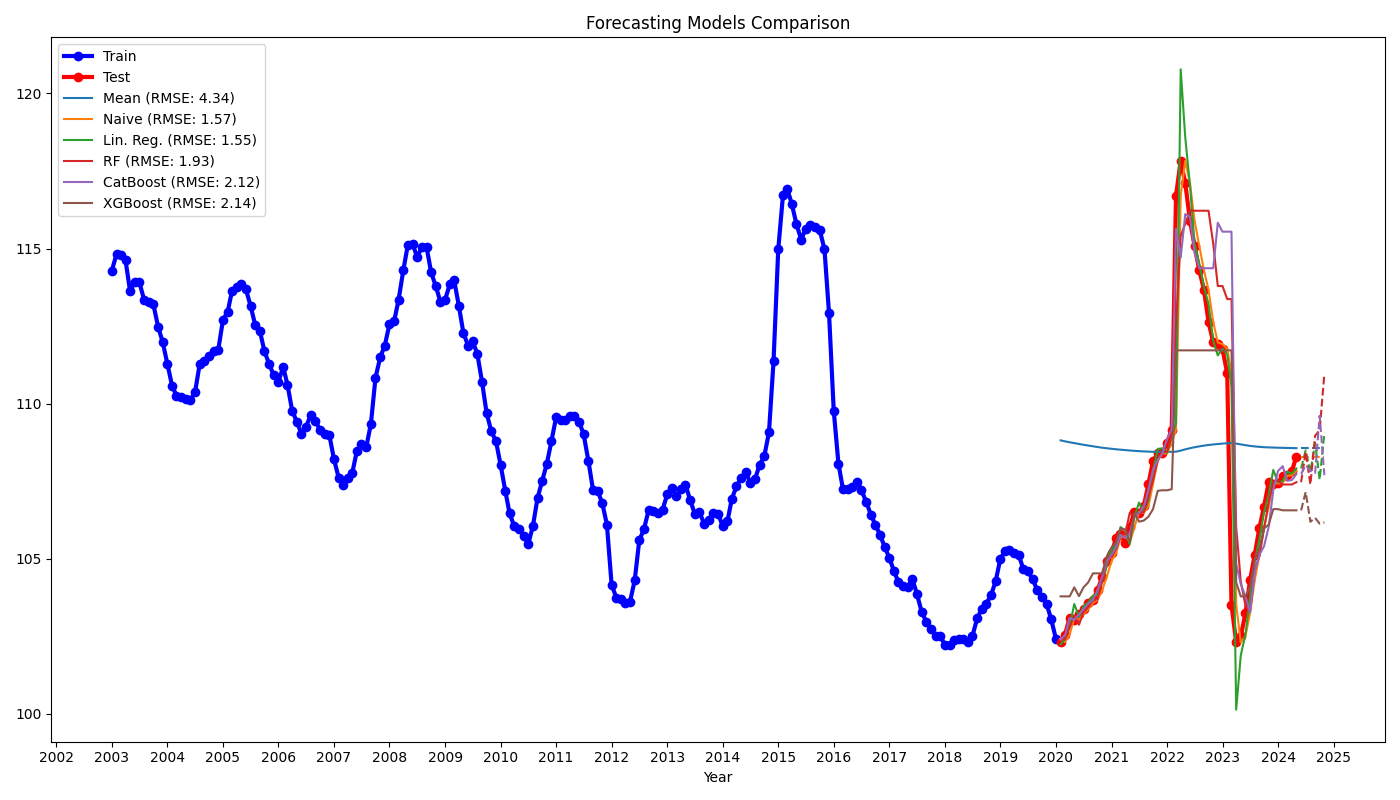 Forecasting Models Comparison
Train
Test
Mean (RMSE: 4.34)
Naive (RMSE: 1.57)
Lin. Reg. (RMSE: 1.55)
RF (RMSE: 1.93)
CatBoost (RMSE: 2.12)
XGBoost (RMSE: 2.14)
120
115
110
105
100
2002 2003 2004 2005 2006 2007 2008 2009 2010 2011 2012 2013 2014 2015 2016 2017 2018 2019 2020 2021 2022 2023 2024 2025
Year